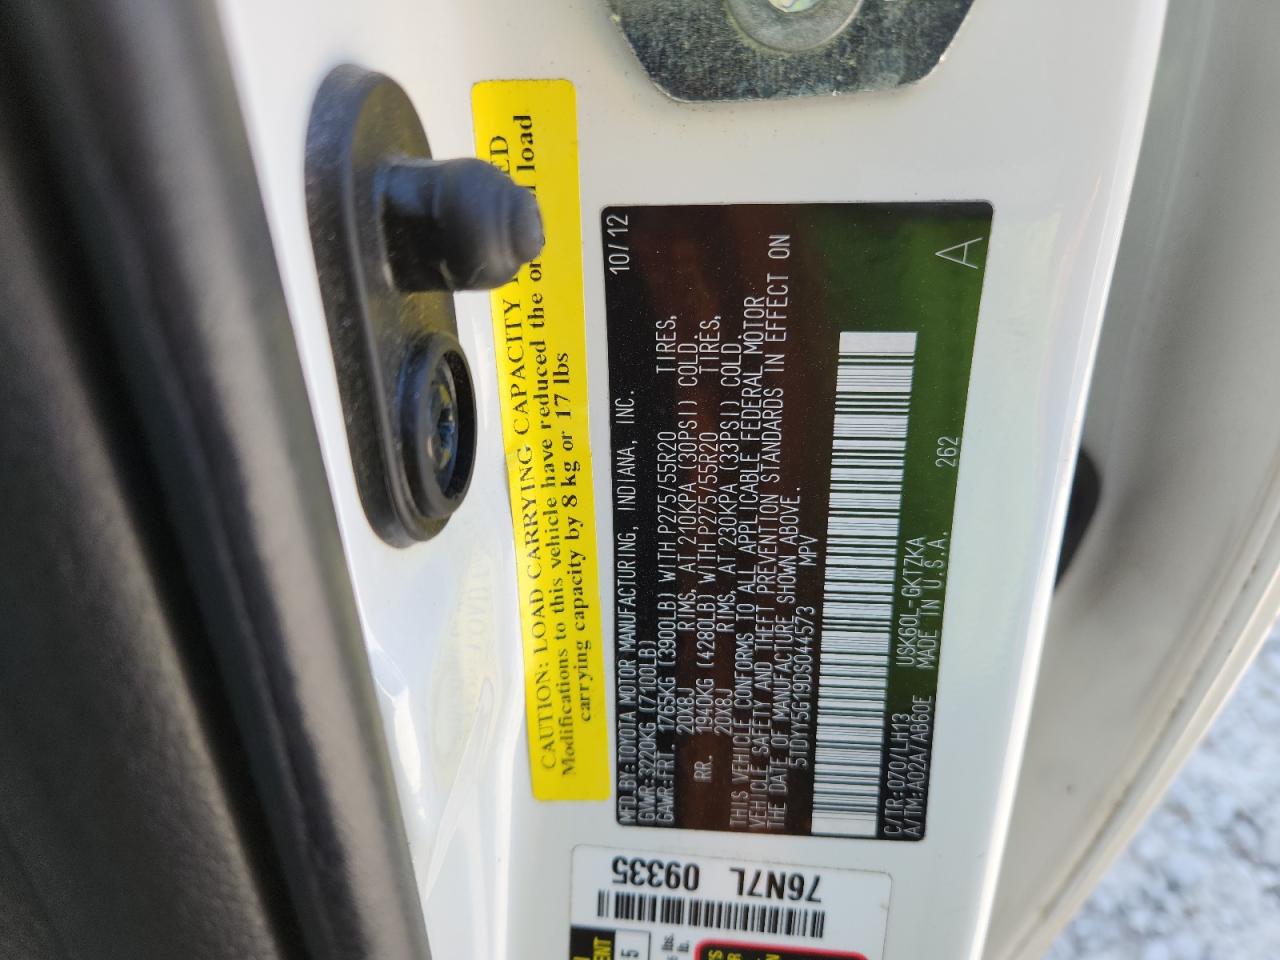 CAUTION: LOAD CARRYING CAPACITY
Modifications to this vehicle have reduced the load
carrying capacity by 8 kg or 17 lbs
MFD.BY:TOYOTA MOTOR MANUFACTURING, INDIANA, INC. 10/12
GVWR:3220KG (7100LB)
GAWR:FRT. 1765KG (3900LB) WITH P275/55R20 TIRES,
20X8J RIMS, AT 210KPA (30PSI) COLD.
RR. 1940KG (4280LB) WITH P275/55R20 TIRES,
20X8J RIMS, AT 230KPA (33PSI) COLD.
THIS VEHICLE CONFORMS TO ALL APPLICABLE FEDERAL MOTOR
VEHICLE SAFETY AND THEFT PREVENTION STANDARDS IN EFFECT ON
THE DATE OF MANUFACTURE SHOWN ABOVE.
5TDYY5G19DS044573 MPV
C/TR:070/LH13 USK60L-GKTZKA
A/TM:A02A/AB60E MADE IN U.S.A. 262 A
76N7L 09335